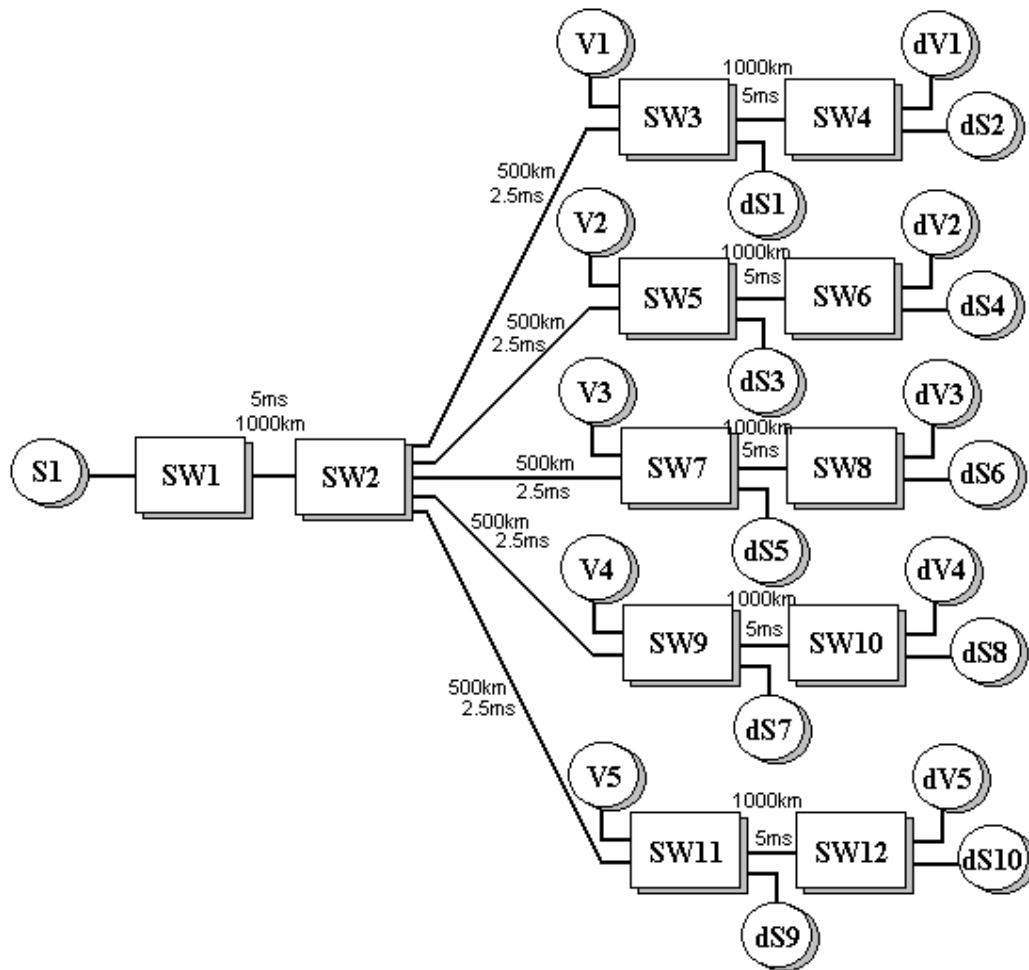 V1
dV1
1000km
5ms
SW3
SW4
dS2
500km
2.5ms
dS1
V2
dV2
1000km
5ms
SW5
SW6
dS4
500km
2.5ms
dS3
V3
dV3
5ms
1000km
1000km
5ms
SW7
SW8
S1
SW1
SW2
500km
2.5ms
dS6
500km
2.5ms
dS5
V4
dV4
1000km
5ms
SW9
SW10
dS8
500km
2.5ms
dS7
V5
dV5
1000km
5ms
SW11
SW12
dS10
dS9